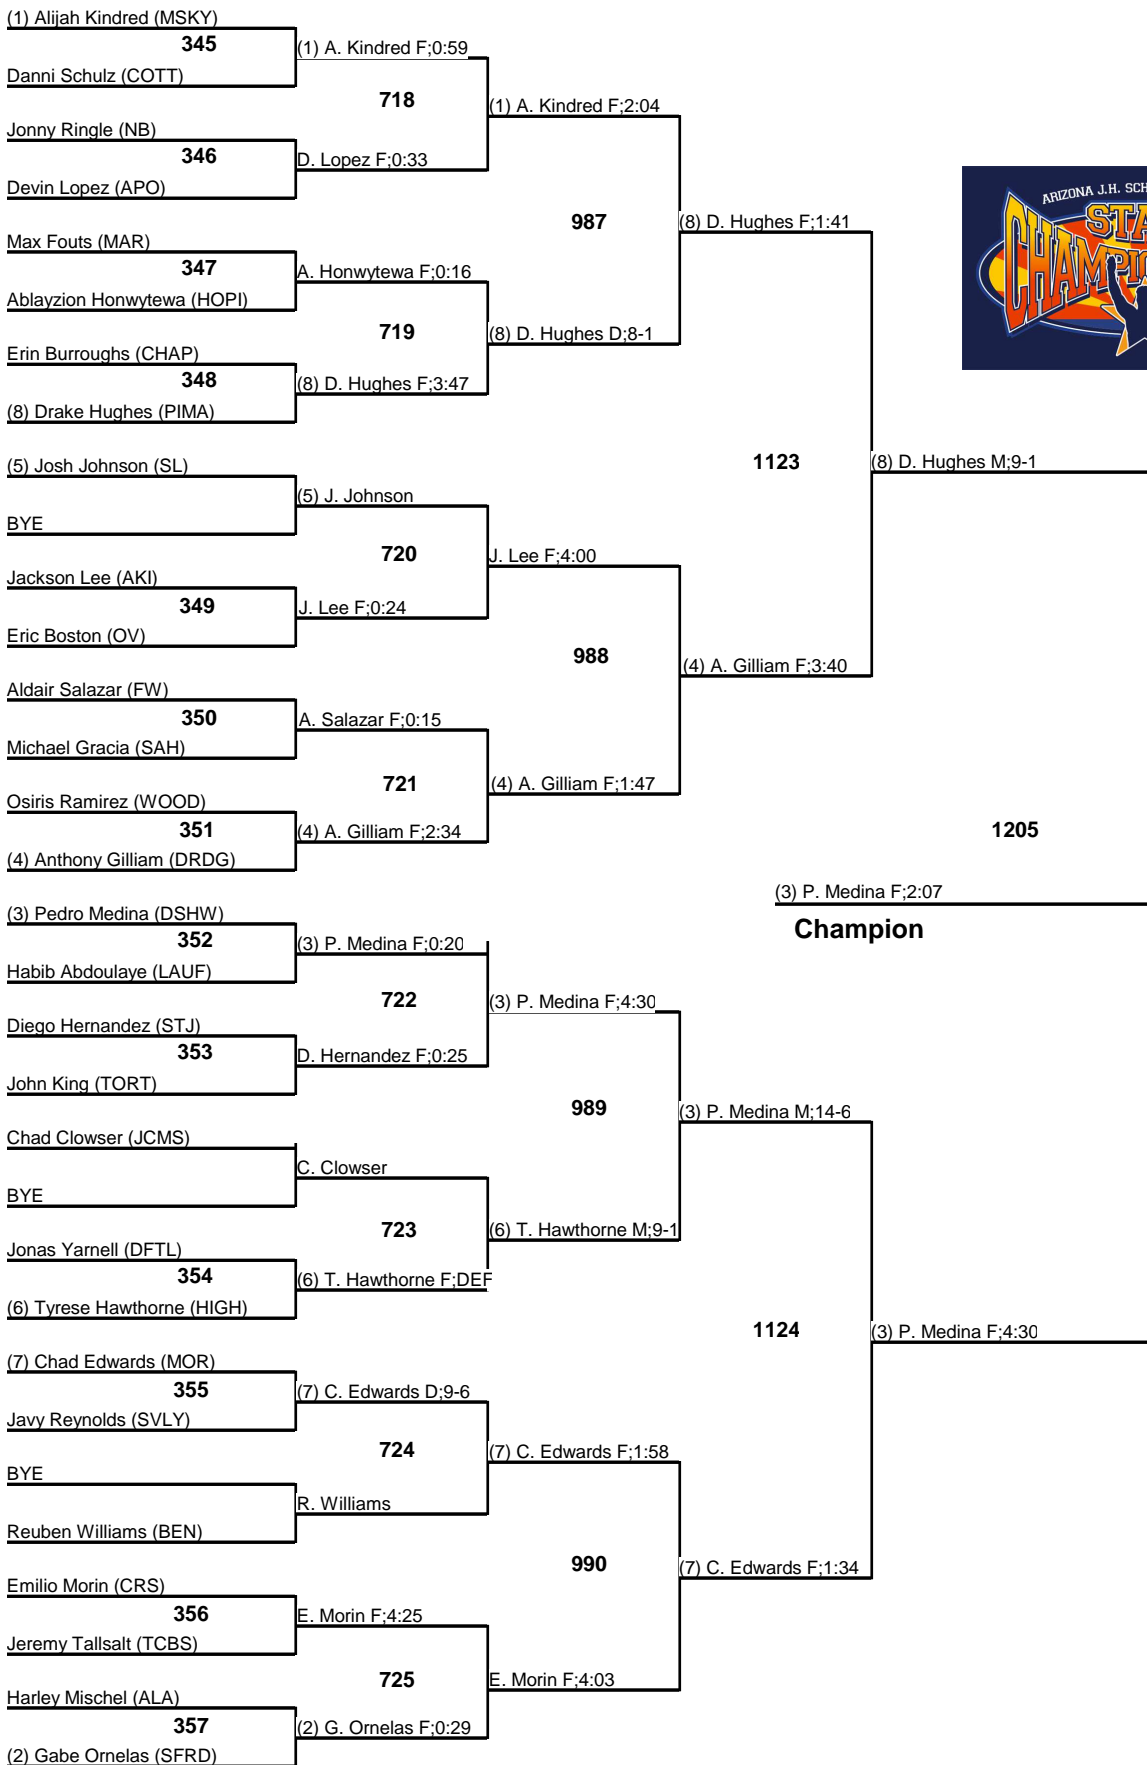 (1) Alijah Kindred (MSKY)
345
(1) A. Kindred F;0:59
Danni Schulz (COTT)
718
(1) A. Kindred F;2:04
Jonny Ringle (NB)
346
D. Lopez F;0:33
Devin Lopez (APO)
987
(8) D. Hughes F;1:41
Max Fouts (MAR)
347
A. Honwytewa F;0:16
Ablayzion Honwytewa (HOPI)
719
(8) D. Hughes D;8-1
Erin Burroughs (CHAP)
348
(8) D. Hughes F;3:47
(8) Drake Hughes (PIMA)
ARIZONA J.H.
1123
(8) D. Hughes M;9-1
(5) Josh Johnson (SL)
(5) J. Johnson
BYE
720
J. Lee F;4:00
Jackson Lee (AKI)
349
J. Lee F;0:24
Eric Boston (OV)
988
(4) A. Gilliam F;3:40
Aldair Salazar (FW)
350
A. Salazar F;0:15
Michael Gracia (SAH)
721
(4) A. Gilliam F;1:47
Osiris Ramirez (WOOD)
351
(4) A. Gilliam F;2:34
(4) Anthony Gilliam (DRDG)
1205
(3) P. Medina F;2:07
Champion
(3) Pedro Medina (DSHW)
352
(3) P. Medina F;0:20
Habib Abdoulaye (LAUF)
722
(3) P. Medina F;4:30
Diego Hernandez (STJ)
353
D. Hernandez F;0:25
John King (TORT)
989
(3) P. Medina M;14-6
Chad Clowser (JCMS)
C. Clowser
BYE
723
(6) T. Hawthorne M;9-1
Jonas Yarnell (DFTL)
354
(6) T. Hawthorne F;DEF
(6) Tyrese Hawthorne (HIGH)
1124
(3) P. Medina F;4:30
(7) Chad Edwards (MOR)
355
(7) C. Edwards D;9-6
Javy Reynolds (SVLY)
724
(7) C. Edwards F;1:58
BYE
R. Williams
Reuben Williams (BEN)
990
(7) C. Edwards F;1:34
Emilio Morin (CRS)
356
E. Morin F;4:25
Jeremy Tallsalt (TCBS)
725
E. Morin F;4:03
Harley Mischel (ALA)
357
(2) G. Ornelas F;0:29
(2) Gabe Ornelas (SFRD)